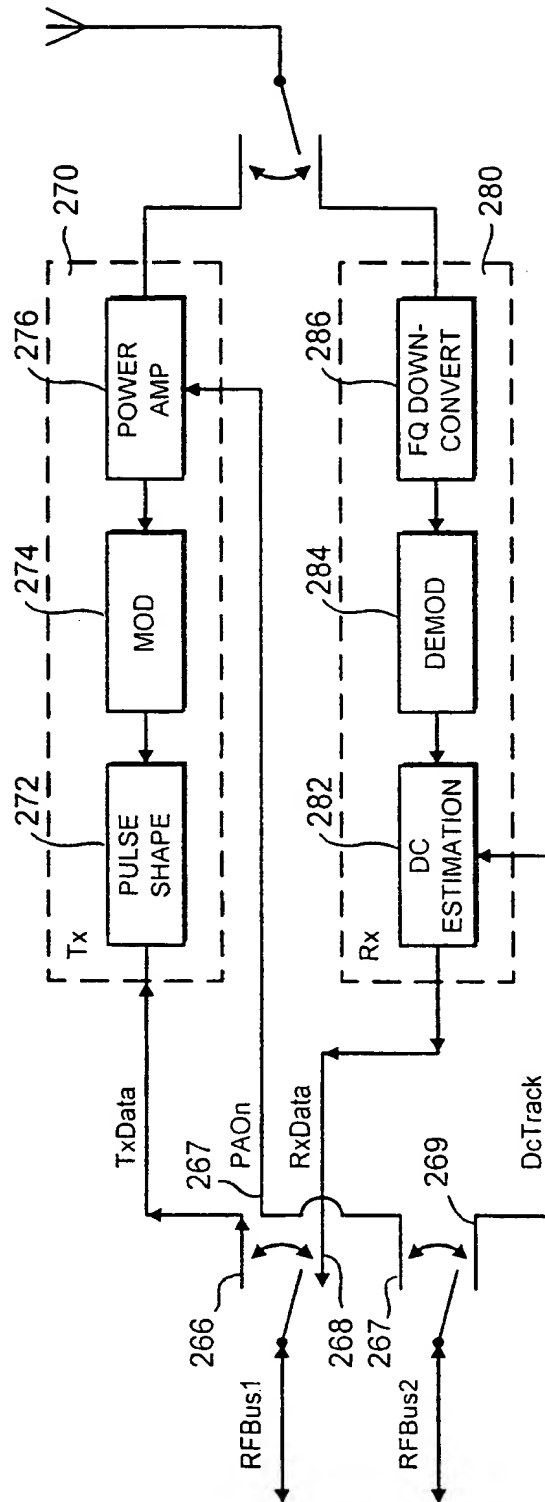 270
276
274
272
POWER
AMP
MOD
PULSE
SHAPE
Tx
TxData
PAOn
267
266
RFBus1
268
RxData
280
286
284
282
FQ DOWN-
CONVERT
DEMOD
DC
ESTIMATION
Rx
267
269
DcTrack
RFBus2